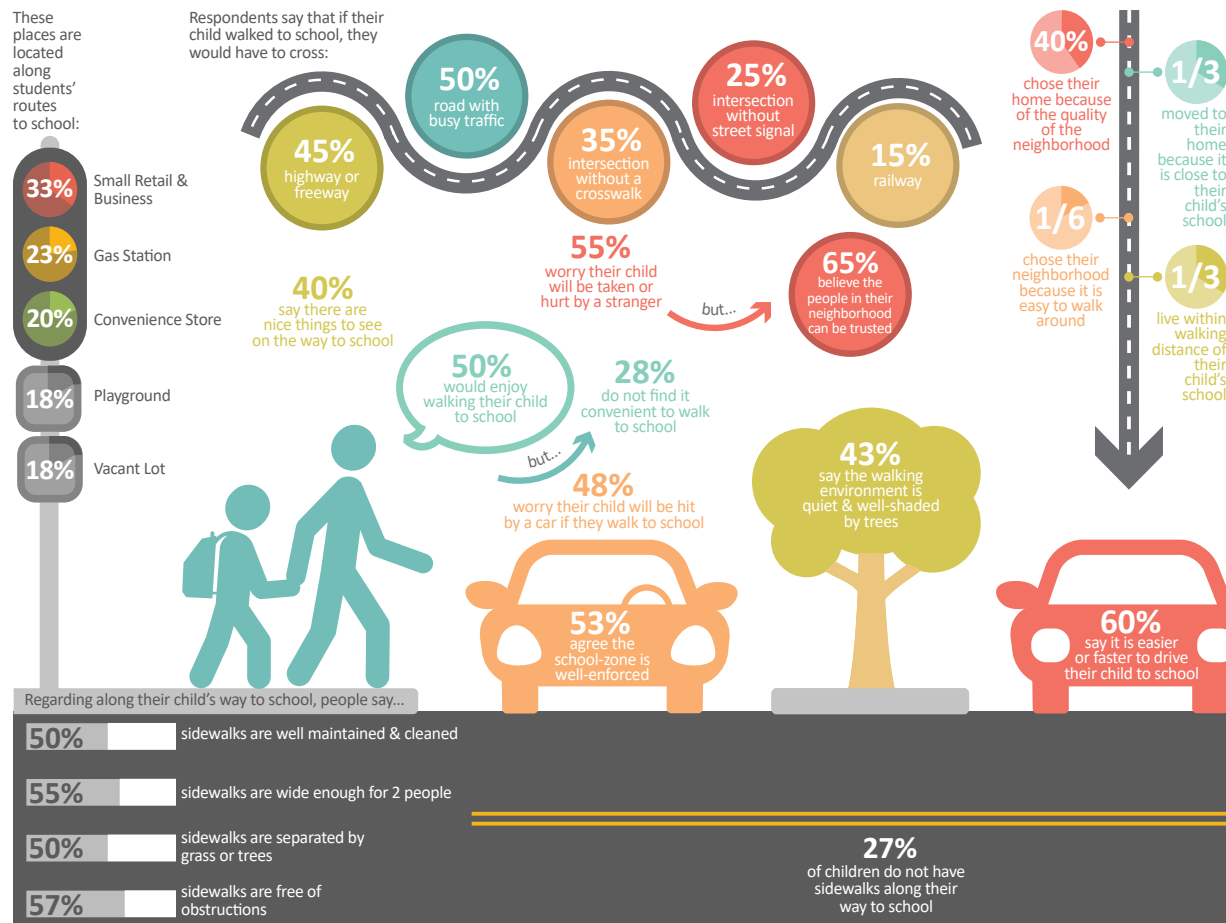 These
places are
located
along
students’
routes
to school:
33%
Small Retail &
Business
23%
Gas Station
20%
Convenience Store
18%
Playground
18%
Vacant Lot
Respondents say that if their
child walked to school, they
would have to cross:
45%
highway or
freeway
50%
road with
busy traffic
35%
intersection
without a
crosswalk
25%
intersection
without
street signal
15%
railway
40%
chose their
home because
of the quality
of the
neighborhood
1/3
moved to
their
home
because it
is close to
their
child’s
school
1/6
chose their
neighborhood
because it is
easy to walk
around
1/3
live within
walking
distance of
their
child’s
school
40%
say there are
nice things to see
on the way to school
55%
worry their child
will be taken or
hurt by a stranger
but...
65%
believe the
people in their
neighborhood
can be trusted
50%
would enjoy
walking their child
to school
but...
28%
do not find it
convenient to walk
to school
48%
worry their child will be hit
by a car if they walk to school
53%
agree the
school-zone is
well-enforced
43%
say the walking
environment is
quiet & well-shaded
by trees
60%
say it is easier
or faster to drive
their child to school
Regarding along their child’s way to school, people say...
50%
sidewalks are well maintained & cleaned
55%
sidewalks are wide enough for 2 people
50%
sidewalks are separated by
grass or trees
57%
sidewalks are free of
obstructions
27%
of children do not have
sidewalks along their
way to school